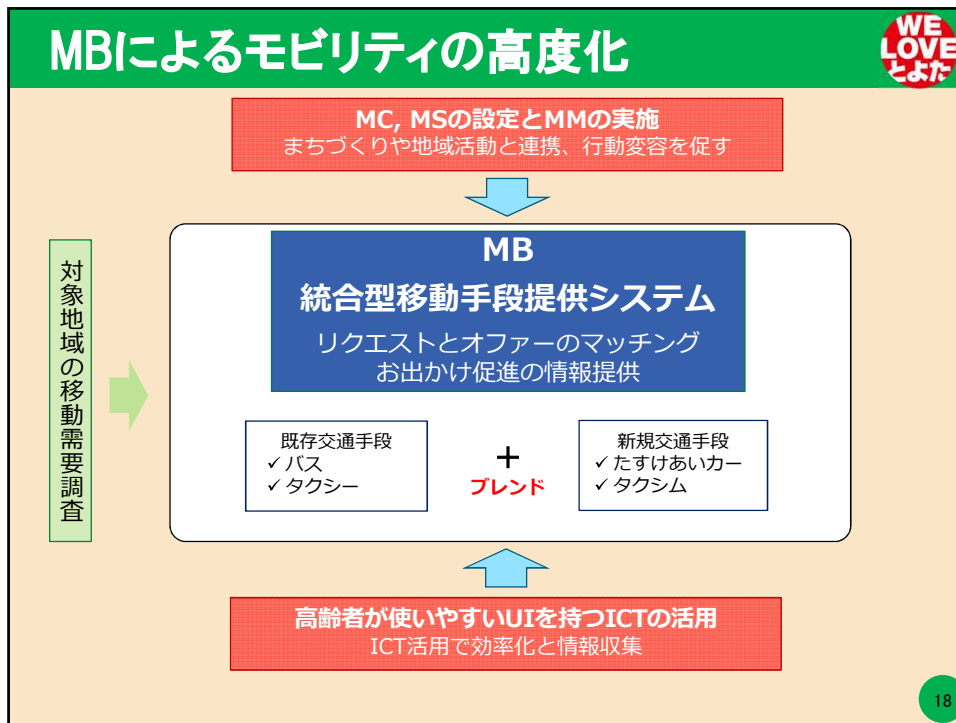 MBによるモビリティの高度化
WE
LOVE
とよた
MC, MSの設定とMMの実施
まちづくりや地域活動と連携、行動変容を促す
対象地域の移動需要調査
MB
統合型移動手段提供システム
リクエストとオファーのマッチング
お出かけ促進の情報提供
既存交通手段
✓ バス
✓ タクシー
+
ブレンド
新規交通手段
✓ たすけあいカー
✓ タクシム
高齢者が使いやすいUIを持つICTの活用
ICT活用で効率化と情報収集
18